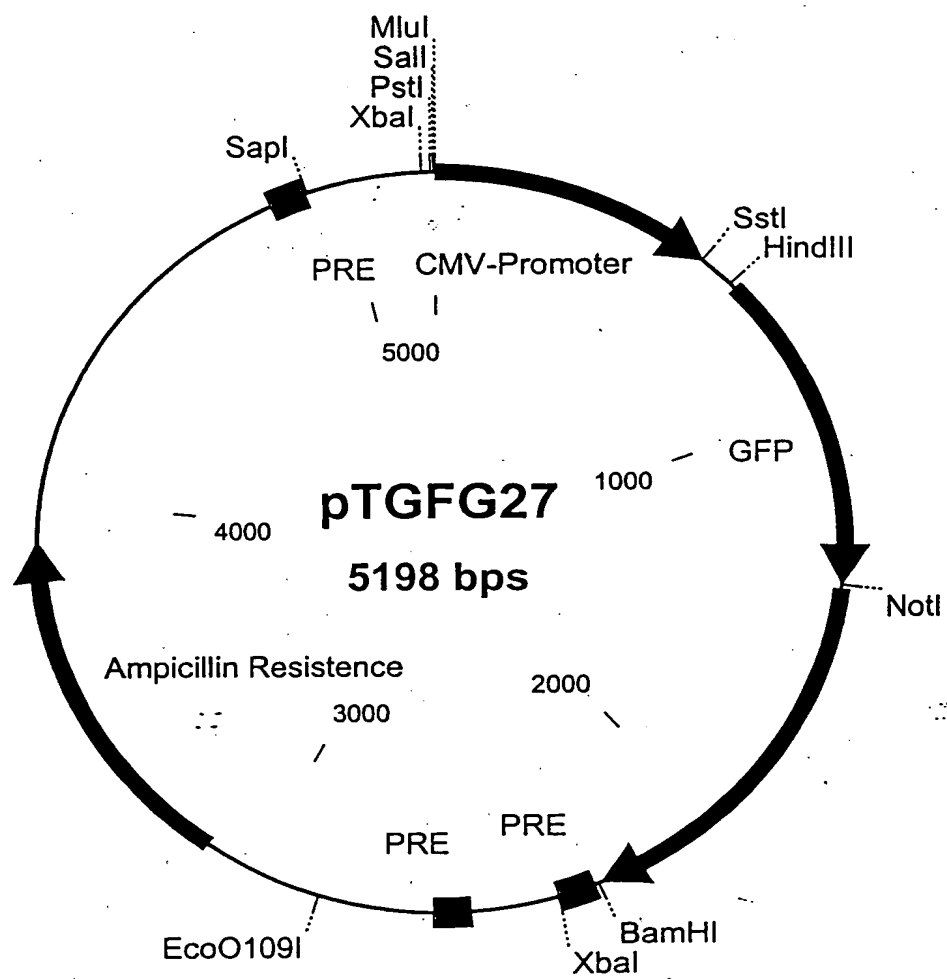 MluI
SalI
PstI
XbaI
SapI
SstI
HindIII
PRE
CMV-Promoter
5000
GFP
1000
pTGFG27
4000
5198 bps
NotI
Ampicillin Resistence
2000
3000
PRE
PRE
BamHI
EcoO109I
XbaI